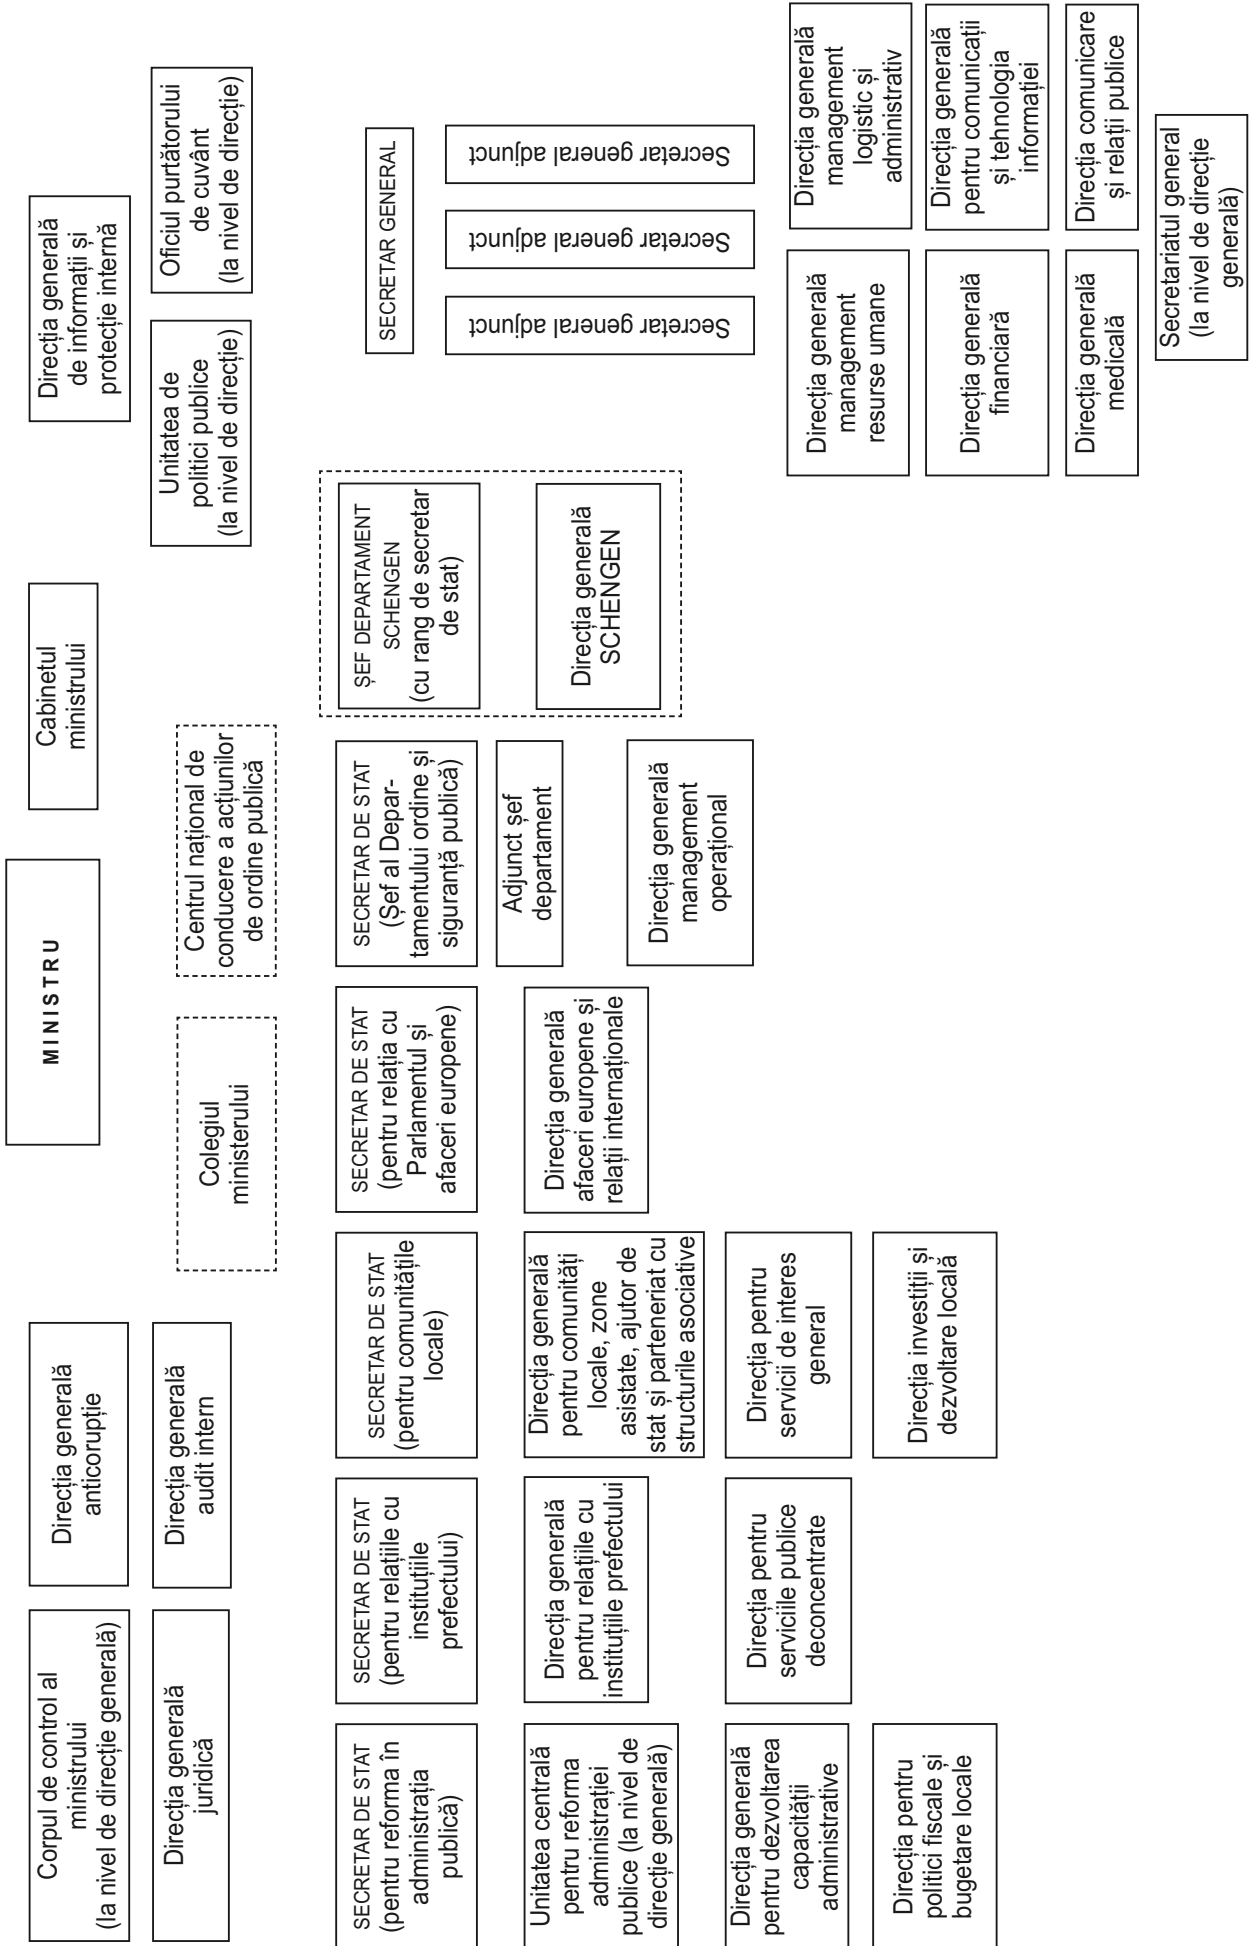 MINISTRU
Corpul de control al
ministrului
(la nivel de direcție generală)
Direcția generală
anticorupție
Cabinetul
ministrului
Direcția generală
de informații și
protecție internă
Direcția generală
juridică
Direcția generală
audit intern
Unitatea de
politici publice
(la nivel de direcție)
Oficiul purtătorului
de cuvânt
(la nivel de direcție)
Colegiul
ministerului
Centrul național de
conducere a acțiunilor
de ordine publică
SECRETAR DE STAT
(pentru reforma în
administrația
publică)
SECRETAR DE STAT
(pentru relațiile cu
instituțiile
prefectului)
SECRETAR DE STAT
(pentru comunitățile
locale)
SECRETAR DE STAT
(pentru relația cu
Parlamentul și
afaceri europene)
SECRETAR DE STAT
(Șef al Depar-
tamentului ordine și
siguranță publică)
ȘEF DEPARTAMENT
SCHENGEN
(cu rang de secretar
de stat)
SECRETAR GENERAL
Secretar general adjunct
Secretar general adjunct
Secretar general adjunct
Unitatea centrală
pentru reforma
administrației
publice (la nivel de
direcție generală)
Direcția generală
pentru relațiile cu
instituțiile prefectului
Direcția generală
pentru comunități
locale, zone
asistate, ajutor de
stat și parteneriat cu
structurile asociative
Direcția generală
afaceri europene și
relații internaționale
Adjunct șef
departament
Direcția generală
SCHENGEN
Direcția generală
management
operațional
Direcția generală
pentru dezvoltarea
capacității
administrative
Direcția pentru
serviciile publice
deconcentrate
Direcția pentru
servicii de interes
general
Direcția pentru
politici fiscale și
bugetare locale
Direcția investiții și
dezvoltare locală
Direcția generală
management
resurse umane
Direcția generală
management
logistic și
administrativ
Direcția generală
financiară
Direcția generală
pentru comunicații
și tehnologia
informației
Direcția generală
medicală
Direcția comunicare
și relații publice
Secretariatul general
(la nivel de direcție
generală)